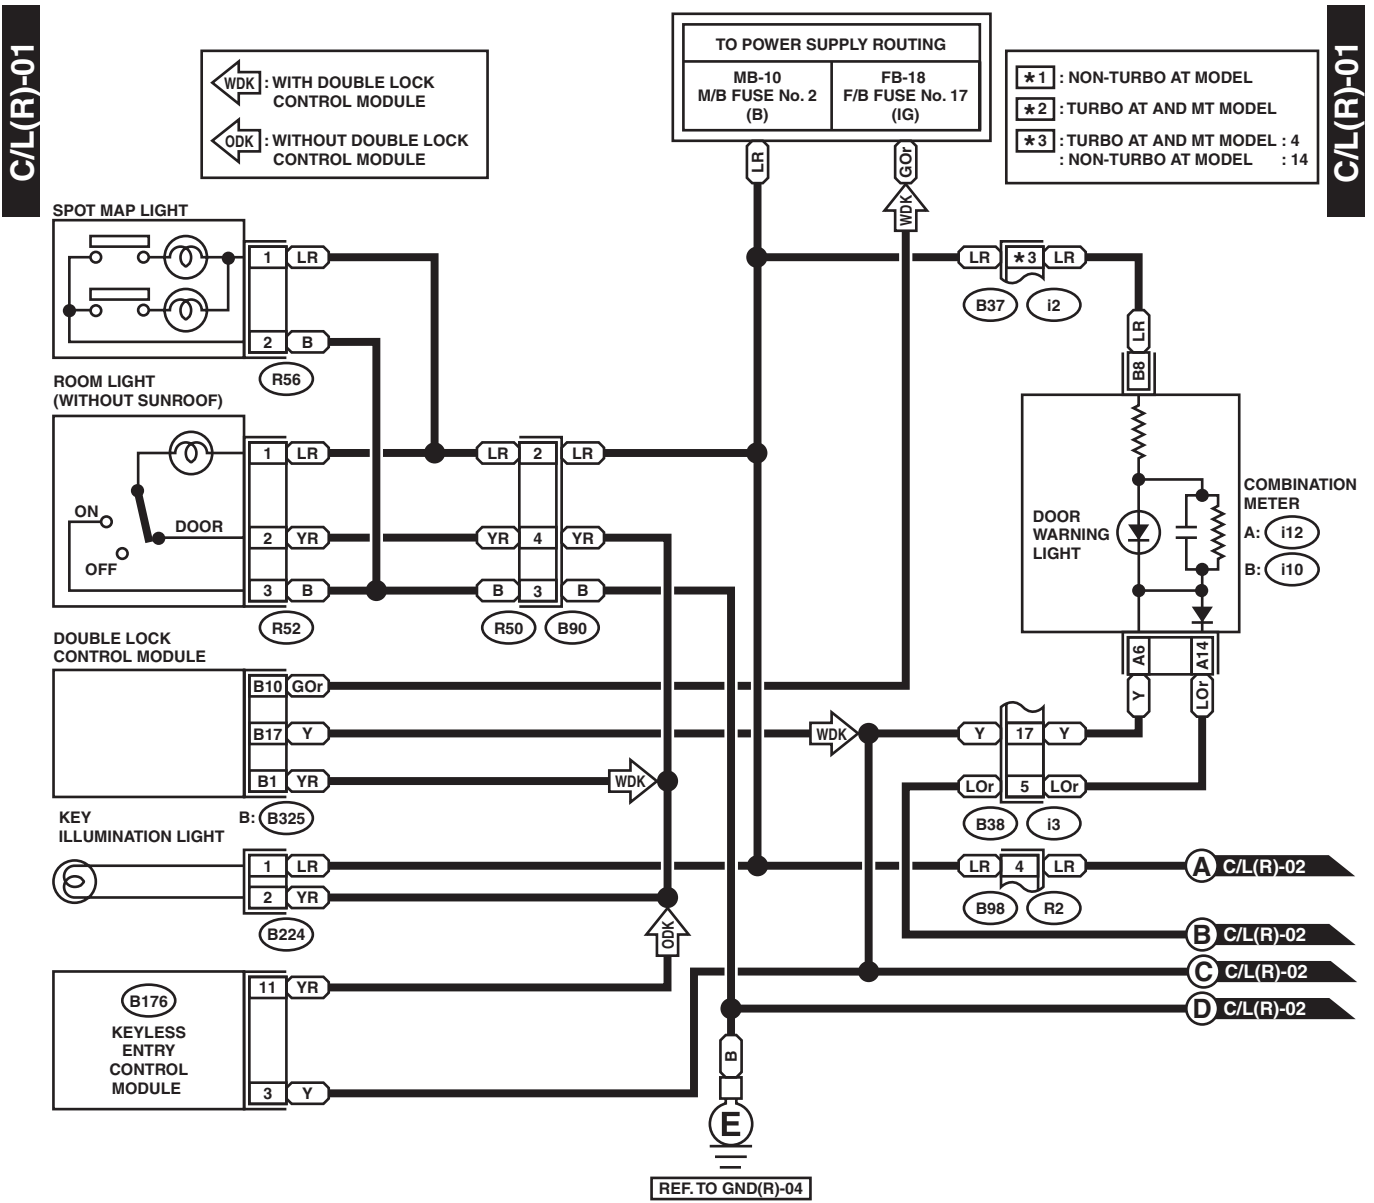 C/L(R)-01
C/L(R)-01
WDK : WITH DOUBLE LOCK
CONTROL MODULE
ODK : WITHOUT DOUBLE LOCK
CONTROL MODULE
TO POWER SUPPLY ROUTING
MB-10
M/B FUSE No. 2
(B)
FB-18
F/B FUSE No. 17
(IG)
*1 : NON-TURBO AT MODEL
*2 : TURBO AT AND MT MODEL
*3 : TURBO AT AND MT MODEL : 4
: NON-TURBO AT MODEL : 14
LR
GOr
WDK
SPOT MAP LIGHT
1 LR
2 B
R56
LR *3 LR
B37 i2
LR
B8
ROOM LIGHT
(WITHOUT SUNROOF)
ON
OFF
DOOR
1 LR
2 YR
3 B
R52
LR 2 LR
YR 4 YR
B 3 B
R50 B90
DOOR
WARNING
LIGHT
COMBINATION
METER
A: i12
B: i10
A6
A14
Y
LOr
DOUBLE LOCK
CONTROL MODULE
B10 GOr
B17 Y
B1 YR
B: B325
WDK
WDK
Y 17 Y
LOr 5 LOr
B38 i3
KEY
ILLUMINATION LIGHT
1 LR
2 YR
B224
ODK
LR 4 LR
B98 R2
A C/L(R)-02
B C/L(R)-02
C C/L(R)-02
D C/L(R)-02
B176
KEYLESS
ENTRY
CONTROL
MODULE
11 YR
3 Y
B
E
REF. TO GND(R)-04